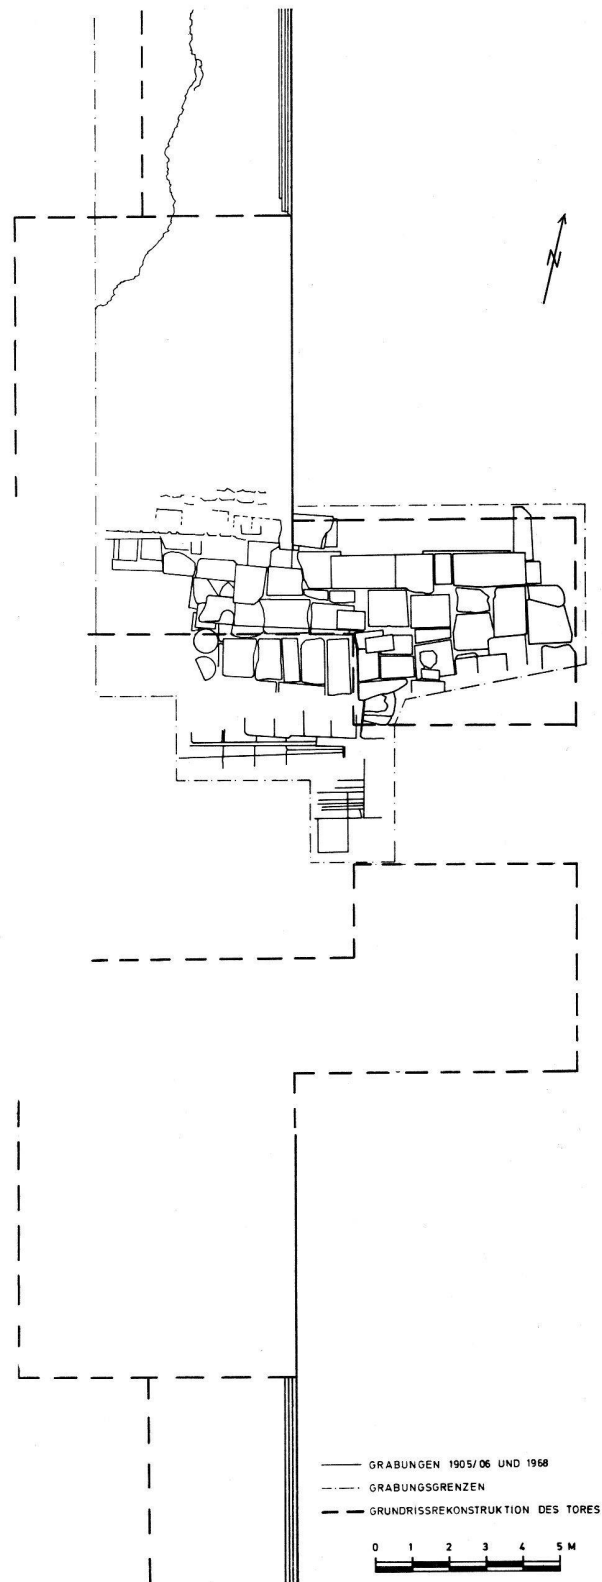 N
GRABUNGEN 1905/06 UND 1968
GRABUNGSGRENZEN
GRUNDRISSREKONSTRUKTION DES TORES
0 1 2 3 4 5 M